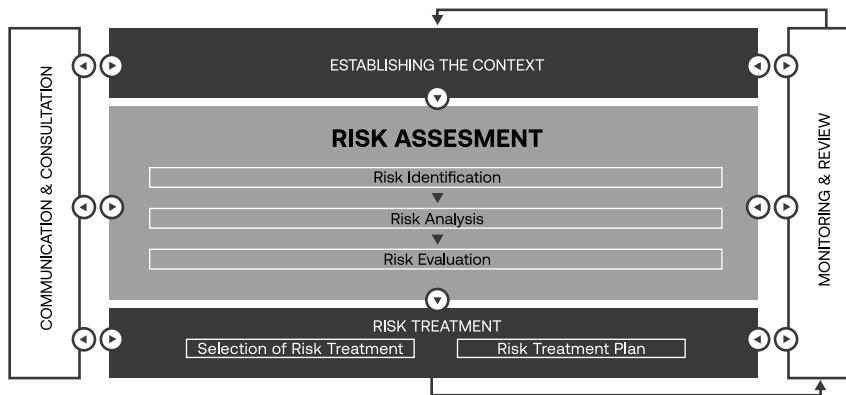 COMMUNICATION & CONSULTATION
ESTABLISHING THE CONTEXT
RISK ASSESMENT
Risk Identification
Risk Analysis
Risk Evaluation
RISK TREATMENT
Selection of Risk Treatment
Risk Treatment Plan
MONITORING & REVIEW